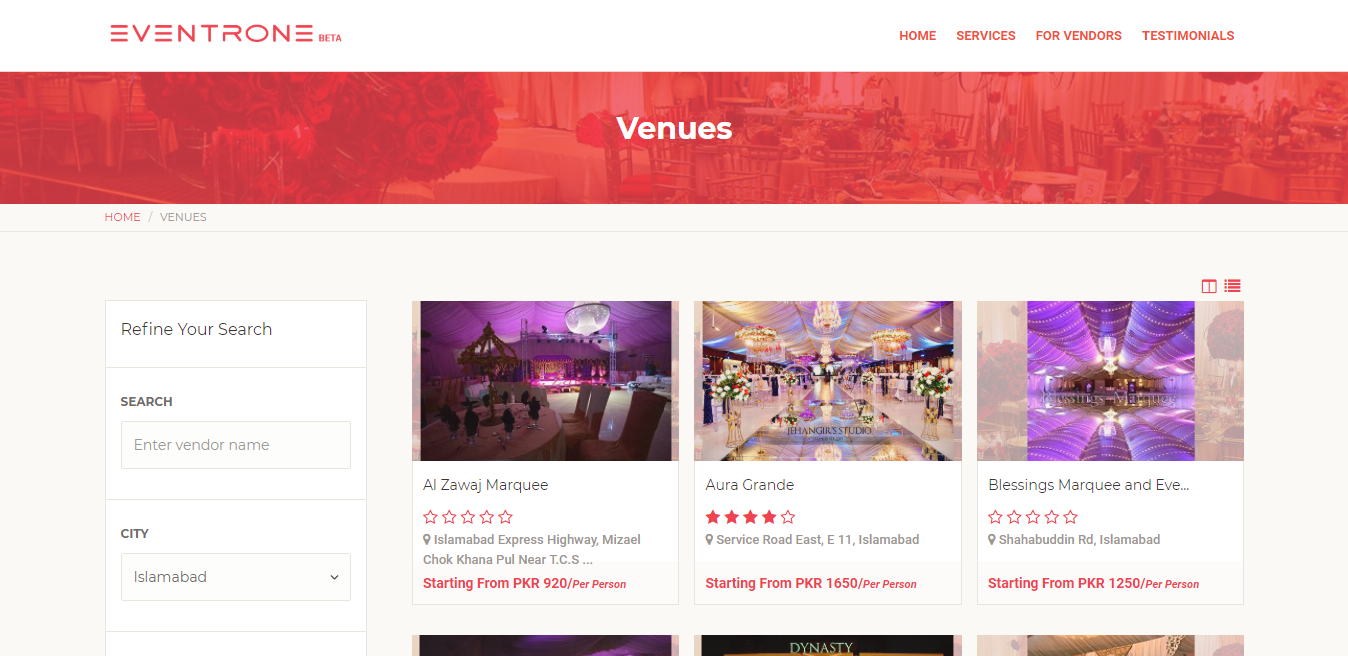 EVENTRONE BETA
HOME SERVICES FOR VENDORS TESTIMONIALS
Venues
HOME / VENUES
Refine Your Search
SEARCH
Enter vendor name
CITY
Islamabad
JEHANGIR'S STUDIO
Blessings Marquee
Al Zawaj Marquee
Islamabad Express Highway, Mizael
Chok Khana Pul Near T.C.S ...
Starting From PKR 920/Per Person
Aura Grande
Service Road East, E 11, Islamabad
Starting From PKR 1650/Per Person
Blessings Marquee and Eve...
Shahabuddin Rd, Islamabad
Starting From PKR 1250/Per Person
DYNASTY